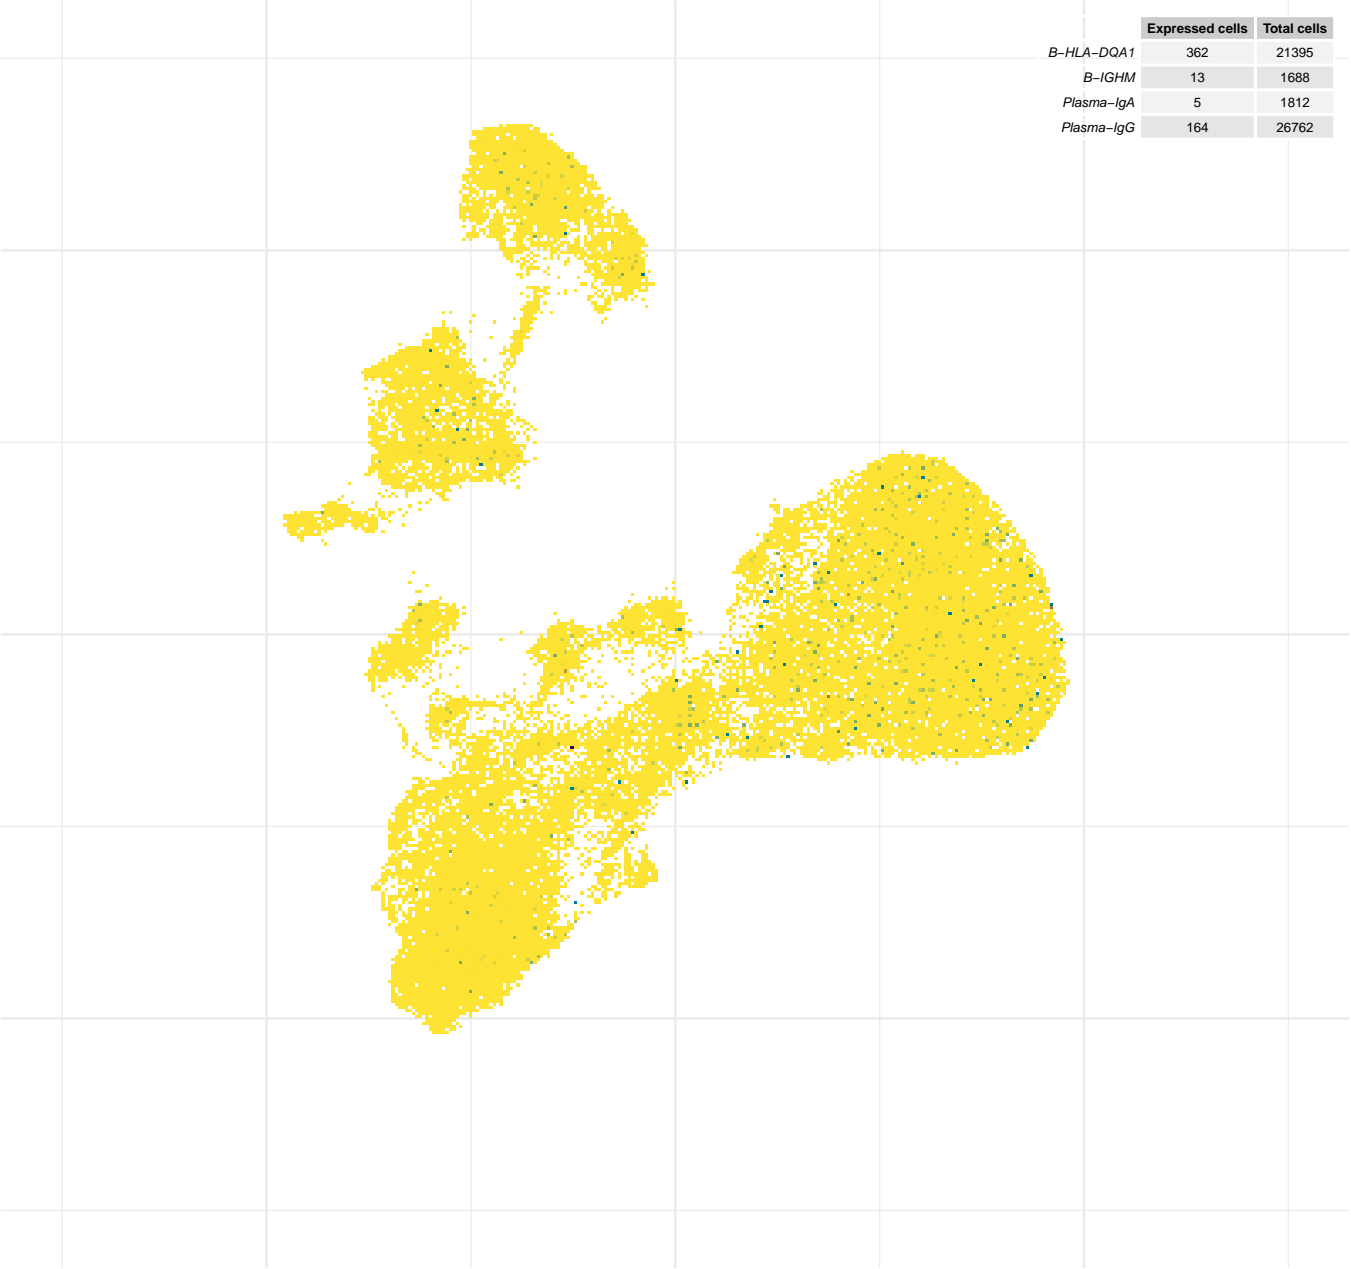 Expressed cells Total cells
B−HLA−DQA1 362 21395
B−IGHM 13 1688
Plasma−IgA 5 1812
Plasma−IgG 164 26762